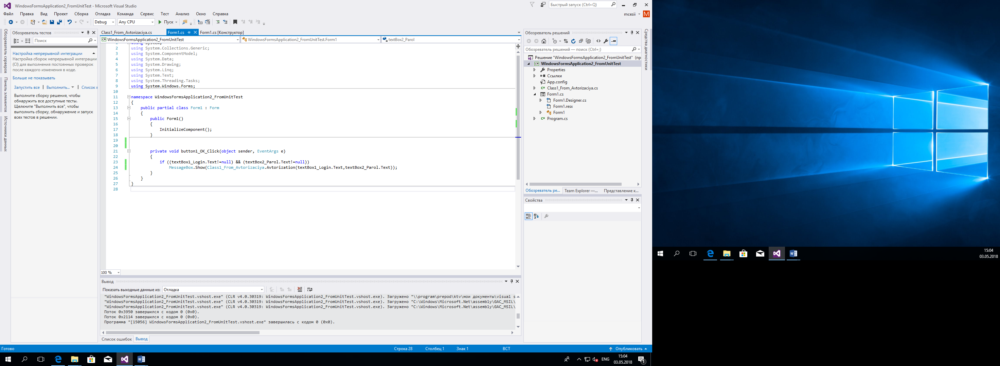 WindowsFormsApplication2_FromUnitTest - Microsoft Visual Studio
Быстрый запуск (Ctrl+Q)
Файл Правка Вид Проект Сборка Отладка Команда Сервис Тест Анализ Окно Справка
mcesii M
Debug Any CPU Пуск
Обозреватель серверов
Панель элементов
Источники данных
Обозреватель тестов
Поиск
Настройка непрерывной интеграции
Настройка сборок непрерывной интеграции
(CI) для выполнения постоянных проверок
после каждого изменения в коде.
Больше не показывать
Запустить все | Выполнить... | Список в
Выполните сборку решения, чтобы
обнаружить все доступные тесты.
Щелкните "Выполнить все", чтобы
выполнить сборку, обнаружение и запуск
всех тестов в решении.
Class1_From_Avtorizaciya.cs Form1.cs Form1.cs [Конструктор]
WindowsFormsApplication2_FromUnitTest WindowsFormsApplication2_FromUnitTest.Form1 textBox2_Parol
using System;
2 using System.Collections.Generic;
3 using System.ComponentModel;
4 using System.Data;
5 using System.Drawing;
6 using System.Linq;
7 using System.Text;
8 using System.Threading.Tasks;
9 using System.Windows.Forms;
10
11 namespace WindowsFormsApplication2_FromUnitTest
12 {
13 public partial class Form1 : Form
14 {
15 public Form1()
16 {
17 InitializeComponent();
18 }
19
20
21 private void button1_OK_Click(object sender, EventArgs e)
22 {
23 if ((textBox1_Login.Text!=null) && (textBox2_Parol.Text!=null))
24 MessageBox.Show(Class1_From_Avtorizaciya.Avtorization(textBox1_Login.Text,textBox2_Parol.Text));
25 }
26 }
27 }
28
100 %
Вывод
Показать выходные данные из: Отладка
"WindowsFormsApplication2_FromUnitTest.vshost.exe" (CLR v4.0.30319: WindowsFormsApplication2_FromUnitTest.vshost.exe). Загружено "\\program\prepod\ktv\мои документы\visual s
"WindowsFormsApplication2_FromUnitTest.vshost.exe" (CLR v4.0.30319: WindowsFormsApplication2_FromUnitTest.vshost.exe). Загружено "C:\Windows\Microsoft.Net\assembly\GAC_MSIL\
"WindowsFormsApplication2_FromUnitTest.vshost.exe" (CLR v4.0.30319: WindowsFormsApplication2_FromUnitTest.vshost.exe). Загружено "C:\Windows\Microsoft.Net\assembly\GAC_MSIL\
Поток 0x3950 завершился с кодом 0 (0x0).
Поток 0x2114 завершился с кодом 0 (0x0).
Программа "[15056] WindowsFormsApplication2_FromUnitTest.vshost.exe" завершилась с кодом 0 (0x0).
Список ошибок Вывод
Обозреватель решений
Обозреватель решений — поиск (Ctrl+;)
Решение "WindowsFormsApplication2_FromUnitTest" (пр
WindowsFormsApplication2_FromUnitTest
Properties
Ссылки
App.config
Class1_From_Avtorizaciya.cs
Form1.cs
Form1.Designer.cs
Form1.resx
Form1
Program.cs
Обозреватель ре... Team Explorer —... Представление к...
Свойства
Средства диагностики
Готово Строка 28 Столбец 1 Знак 1 ВСТ Опубликовать
ENG
15:04
03.05.2018
1
15:04
03.05.2018